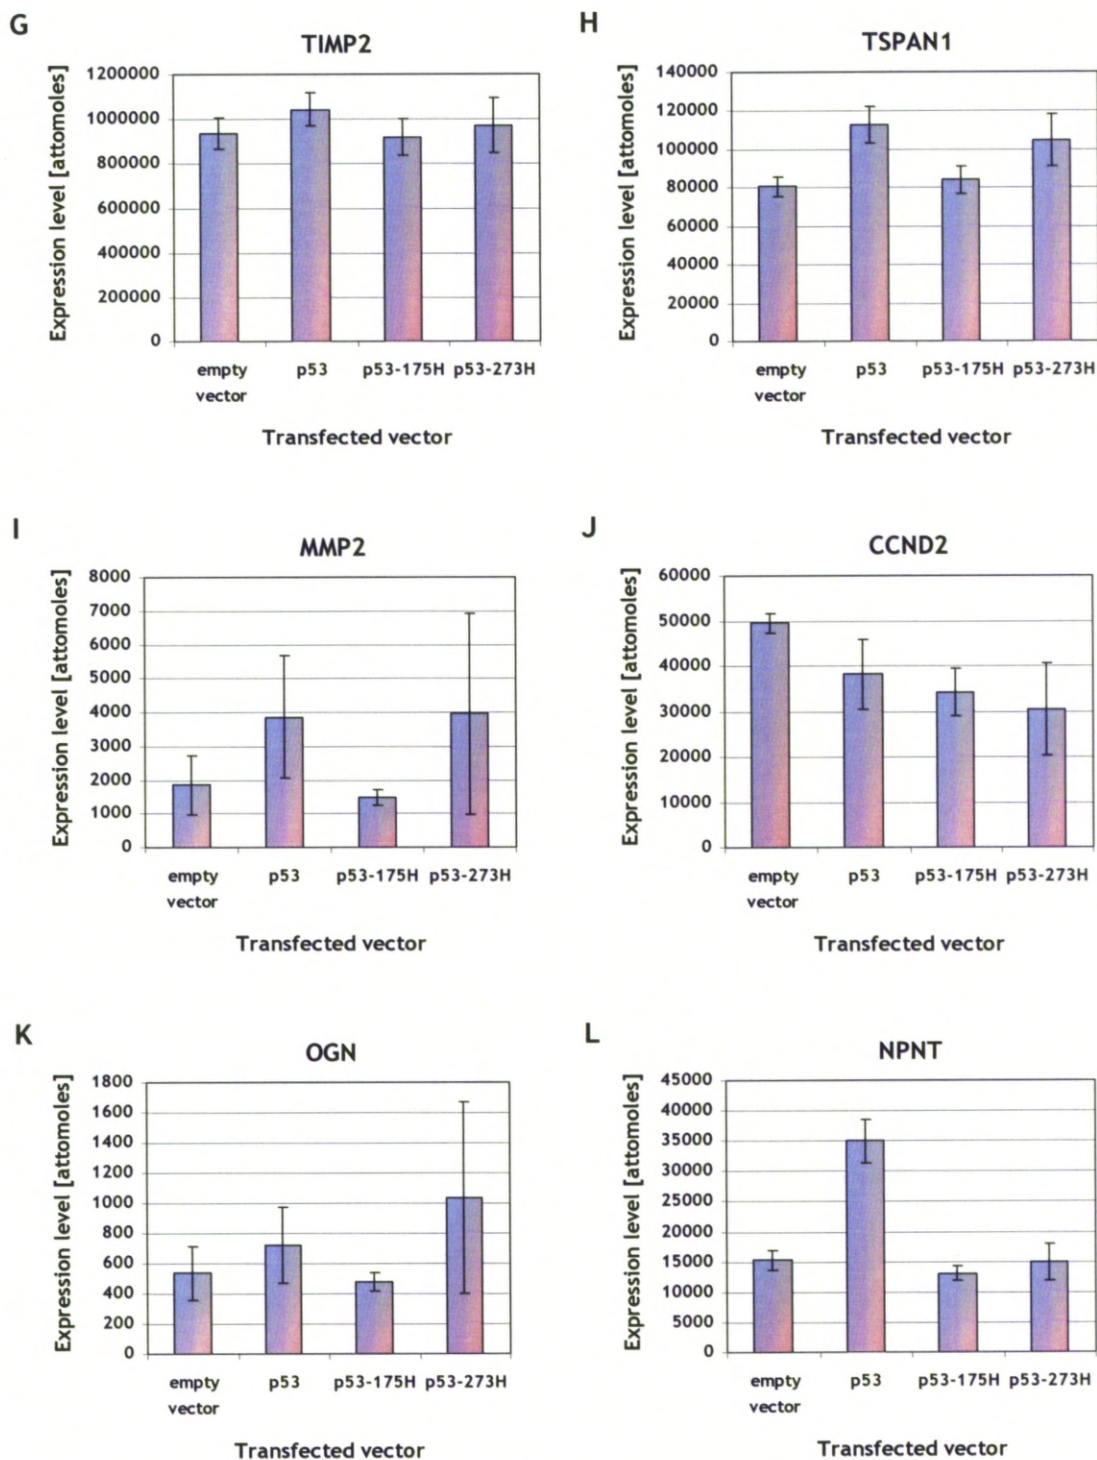 G
TIMP2
Expression level [attomoles]
1200000
1000000
800000
600000
400000
200000
0
empty vector
p53
p53-175H
p53-273H
Transfected vector
H
TSPAN1
Expression level [attomoles]
140000
120000
100000
80000
60000
40000
20000
0
empty vector
p53
p53-175H
p53-273H
Transfected vector
I
MMP2
Expression level [attomoles]
8000
7000
6000
5000
4000
3000
2000
1000
0
empty vector
p53
p53-175H
p53-273H
Transfected vector
J
CCND2
Expression level [attomoles]
60000
50000
40000
30000
20000
10000
0
empty vector
p53
p53-175H
p53-273H
Transfected vector
K
OGN
Expression level [attomoles]
1800
1600
1400
1200
1000
800
600
400
200
0
empty vector
p53
p53-175H
p53-273H
Transfected vector
L
NPNT
Expression level [attomoles]
45000
40000
35000
30000
25000
20000
15000
10000
5000
0
empty vector
p53
p53-175H
p53-273H
Transfected vector